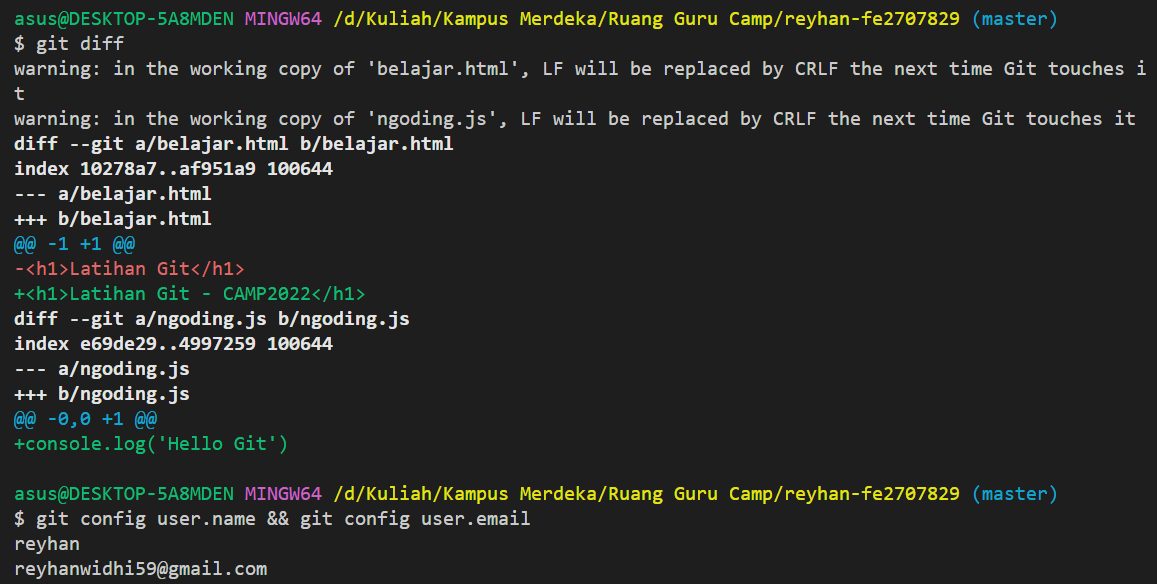 asus@DESKTOP-5A8MDEN MINGW64 /d/Kuliah/Kampus Merdeka/Ruang Guru Camp/reyhan-fe2707829 (master)
$ git diff
warning: in the working copy of 'belajar.html', LF will be replaced by CRLF the next time Git touches i
t
warning: in the working copy of 'ngoding.js', LF will be replaced by CRLF the next time Git touches it
diff --git a/belajar.html b/belajar.html
index 10278a7..af951a9 100644
--- a/belajar.html
+++ b/belajar.html
@@ -1 +1 @@
-<h1>Latihan Git</h1>
+<h1>Latihan Git - CAMP2022</h1>
diff --git a/ngoding.js b/ngoding.js
index e69de29..4997259 100644
--- a/ngoding.js
+++ b/ngoding.js
@@ -0,0 +1 @@
+console.log('Hello Git')
asus@DESKTOP-5A8MDEN MINGW64 /d/Kuliah/Kampus Merdeka/Ruang Guru Camp/reyhan-fe2707829 (master)
$ git config user.name && git config user.email
reyhan
reyhanwidhi59@gmail.com